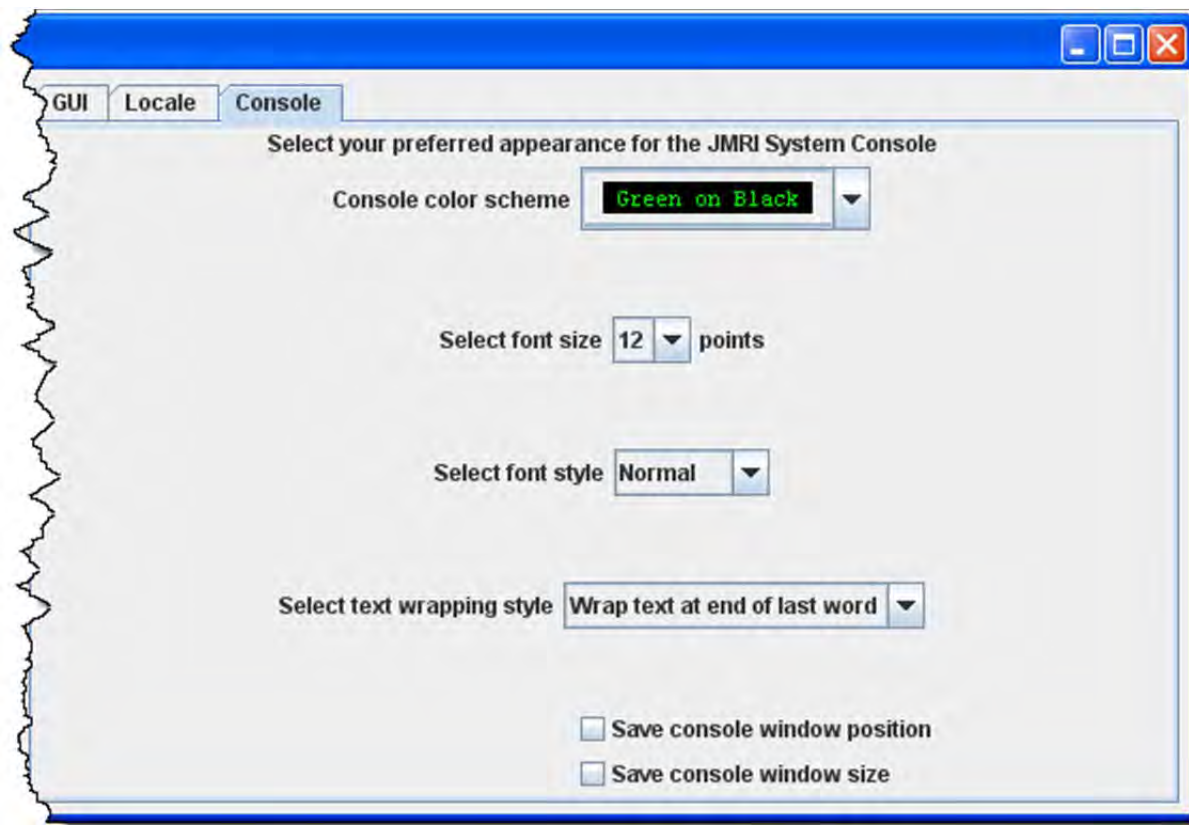 GUI Locale Console
Select your preferred appearance for the JMRI System Console
Console color scheme Green on Black
Select font size 12 points
Select font style Normal
Select text wrapping style Wrap text at end of last word
Save console window position
Save console window size